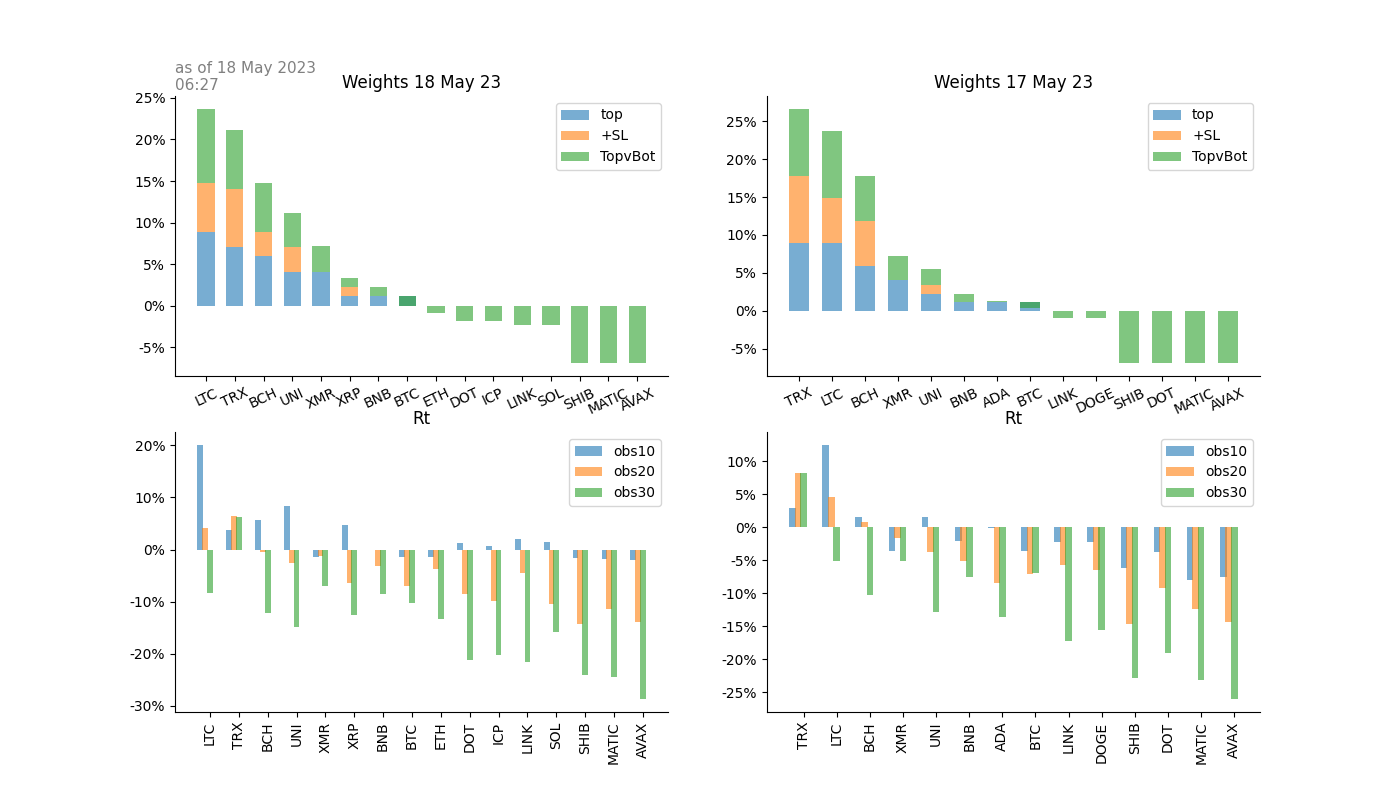 as of 18 May 2023
06:27
Weights 18 May 23
25%
20%
15%
10%
5%
0%
-5%
top
+SL
TopvBot
LTC TRX BCH UNI XMR XRP BNB BTC ETH DOT ICP LINK SOL SHIB MATIC AVAX
Weights 17 May 23
25%
20%
15%
10%
5%
0%
-5%
top
+SL
TopvBot
TRX LTC BCH XMR UNI BNB ADA BTC LINK DOGE SHIB DOT MATIC AVAX
Rt
20%
10%
0%
-10%
-20%
-30%
obs10
obs20
obs30
LTC TRX BCH UNI XMR XRP BNB BTC ETH DOT ICP LINK SOL SHIB MATIC AVAX
Rt
10%
5%
0%
-5%
-10%
-15%
-20%
-25%
obs10
obs20
obs30
TRX LTC BCH XMR UNI BNB ADA BTC LINK DOGE SHIB DOT MATIC AVAX